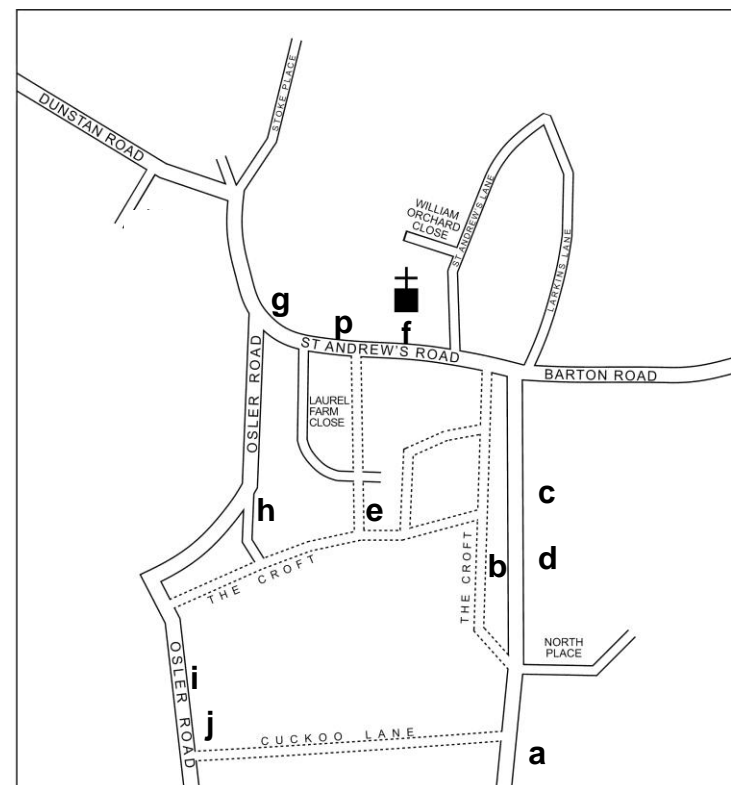 STOKE PLACE
DUNSTAN ROAD
WILLIAM
ORCHARD
CLOSE
ST ANDREW'S LANE
LARKINS LANE
g
p
f
ST ANDREW'S ROAD
BARTON ROAD
OSLER ROAD
LAUREL
FARM
CLOSE
c
h
e
d
b
THE CROFT
THE CROFT
NORTH
PLACE
OSLER ROAD
i
j
CUCKOO LANE
a